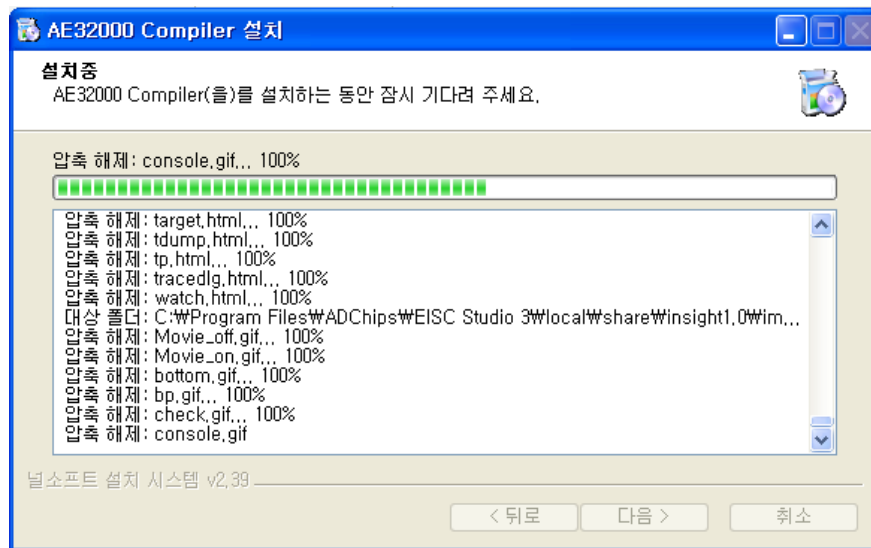 AE32000 Compiler 설치
설치중
AE32000 Compiler(을)를 설치하는 동안 잠시 기다려 주세요.
압축 해제: console.gif... 100%
압축 해제: target.html... 100%
압축 해제: tdump.html... 100%
압축 해제: tp.html... 100%
압축 해제: tracedlg.html... 100%
압축 해제: watch.html... 100%
대상 폴더: C:₩Program Files₩ADChips₩EISC Studio 3₩local₩share₩insight1.0₩im...
압축 해제: Movie_off.gif... 100%
압축 해제: Movie_on.gif... 100%
압축 해제: bottom.gif... 100%
압축 해제: bp.gif... 100%
압축 해제: check.gif... 100%
압축 해제: console.gif
널소프트 설치 시스템 v2.39
< 뒤로 다음 > 취소